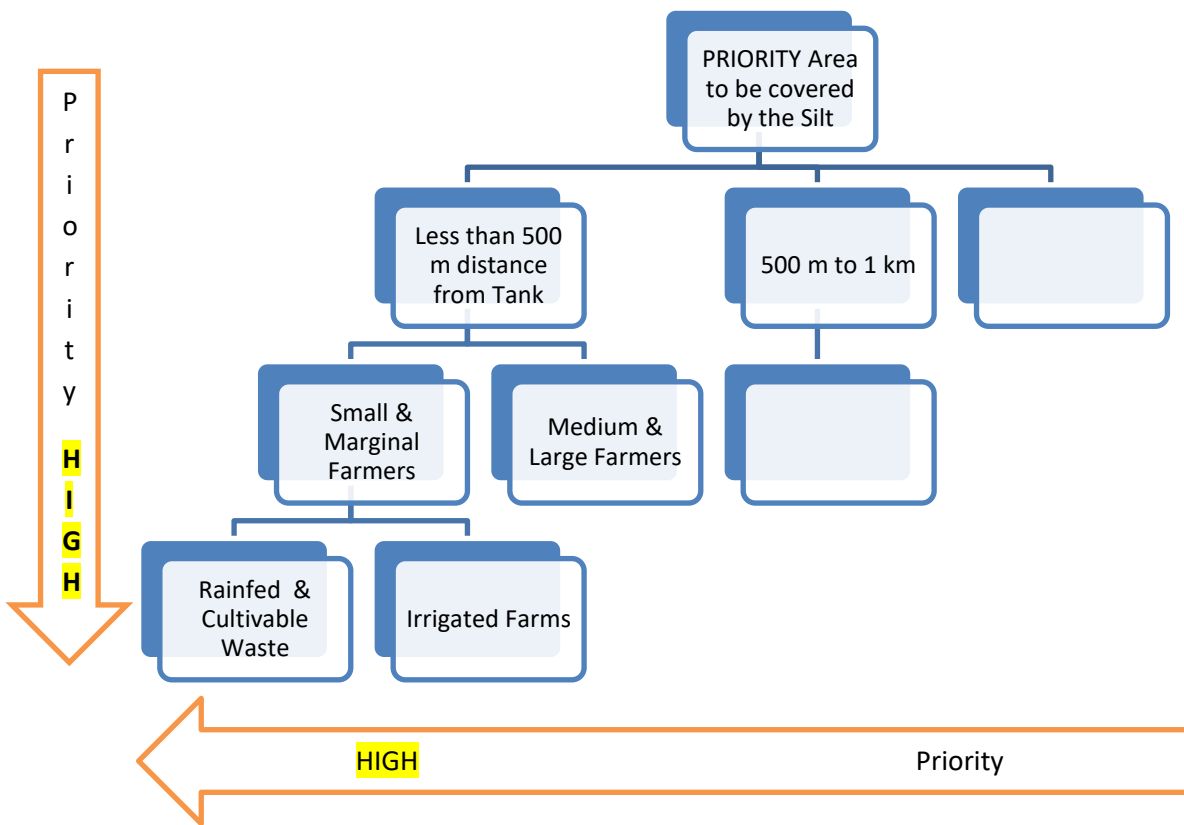 PRIORITY Area
to be covered
by the Silt
P
r
i
o
r
i
t
y
H
I
G
H
Less than 500
m distance
from Tank
500 m to 1 km
Small &
Marginal
Farmers
Medium &
Large Farmers
Rainfed & 
Cultivable
Waste
Irrigated Farms
HIGH Priority